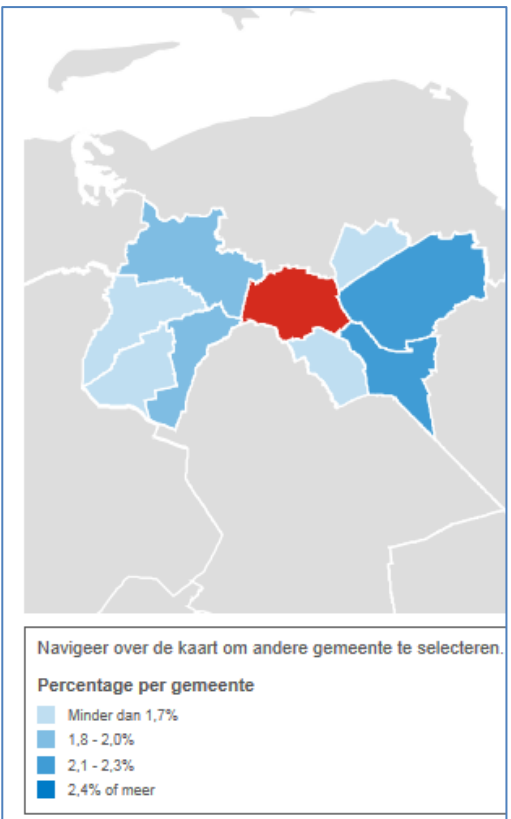 Navigeer over de kaart om andere gemeente te selecteren.
Percentage per gemeente
Minder dan 1,7%
1,8 - 2,0%
2,1 - 2,3%
2,4% of meer